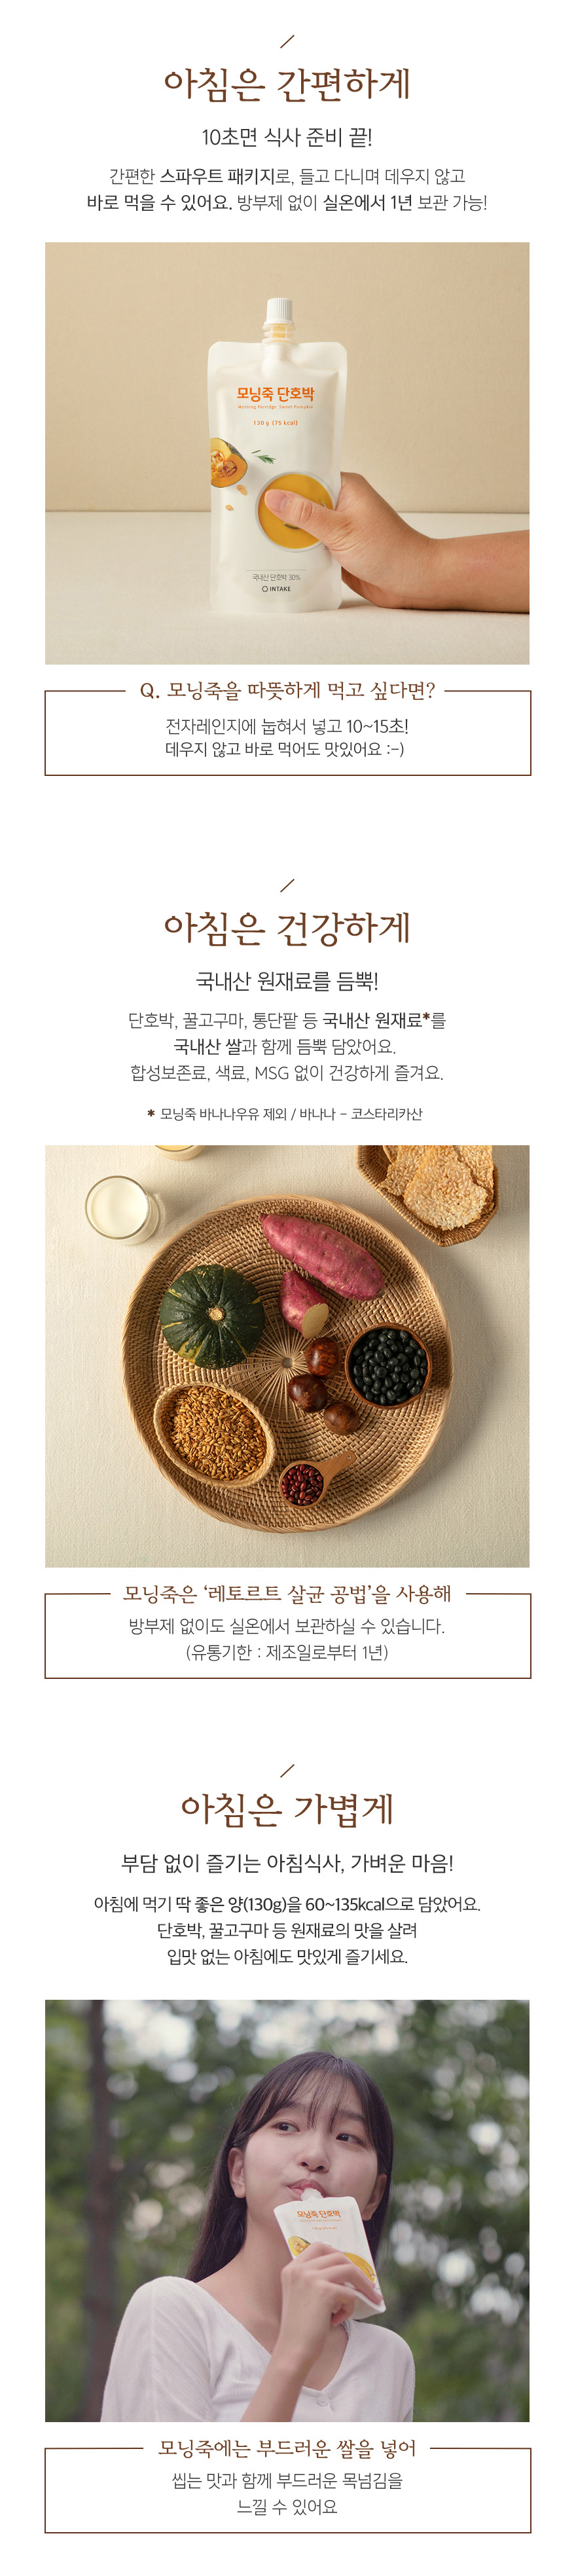 아침은 간편하게
10초면 식사 준비 끝!
간편한 스파우트 패키지로, 들고 다니며 데우지 않고
바로 먹을 수 있어요. 방부제 없이 실온에서 1년 보관 가능!
모닝죽 단호박
Morning Porridge Sweet Pumpkin
130 g (75 kcal)
국내산 단호박 30%
INTAKE
Q. 모닝죽을 따뜻하게 먹고 싶다면?
전자레인지에 눕혀서 넣고 10~15초!
데우지 않고 바로 먹어도 맛있어요 :-)
아침은 건강하게
국내산 원재료를 듬뿍!
단호박, 꿀고구마, 통단팥 등 국내산 원재료*를
국내산 쌀과 함께 듬뿍 담았어요.
합성보존료, 색료, MSG 없이 건강하게 즐겨요.
* 모닝죽 바나나우유 제외 / 바나나 - 코스타리카산
모닝죽은 ‘레토르트 살균 공법’을 사용해
방부제 없이도 실온에서 보관하실 수 있습니다.
(유통기한 : 제조일로부터 1년)
아침은 가볍게
부담 없이 즐기는 아침식사, 가벼운 마음!
아침에 먹기 딱 좋은 양(130g)을 60~135kcal으로 담았어요.
단호박, 꿀고구마 등 원재료의 맛을 살려
입맛 없는 아침에도 맛있게 즐기세요.
모닝죽 단호박
모닝죽에는 부드러운 쌀을 넣어
씹는 맛과 함께 부드러운 목넘김을
느낄 수 있어요